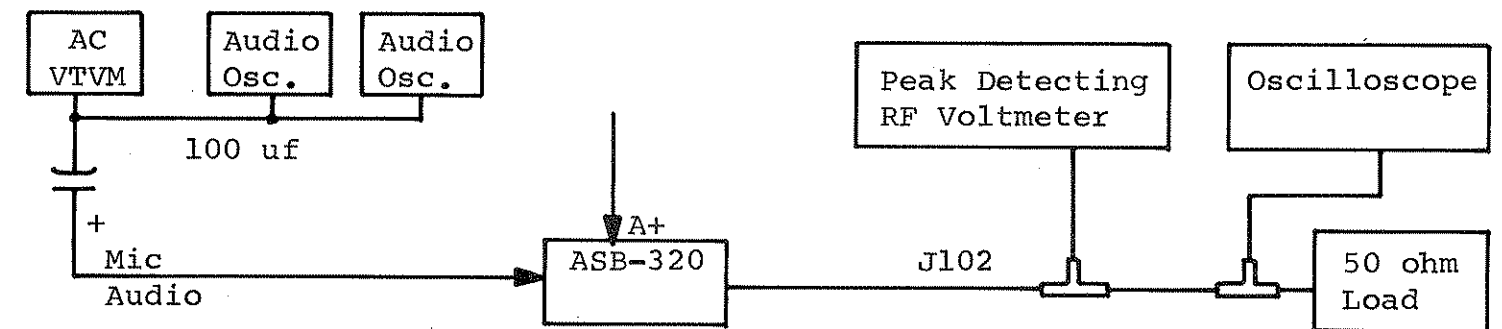 AC
VTVM
Audio
Osc.
Audio
Osc.
100 uf
+
Mic
Audio
A+
ASB-320
J102
Peak Detecting
RF Voltmeter
Oscilloscope
50 ohm
Load